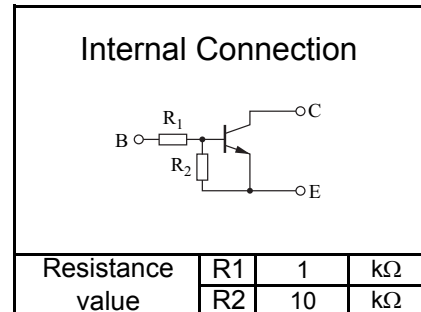 Internal Connection
C
R1
B
R2
E
Resistance R1 1 kΩ
value R2 10 kΩ